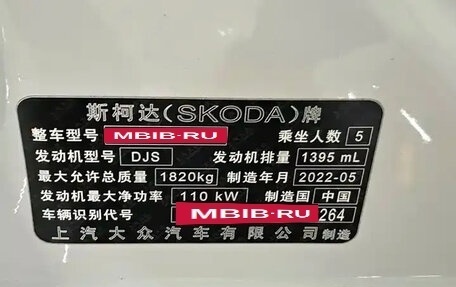 斯柯达(SKODA)牌
整车型号 MBIB-RU 乘坐人数 5
发动机型号 DJS 发动机排量 1395 mL
最大允许总质量 1820kg 制造年月 2022-05
发动机最大净功率 110 kW 制造国 中国
车辆识别代号 MBIB-RU 264
上汽大众汽车有限公司制造